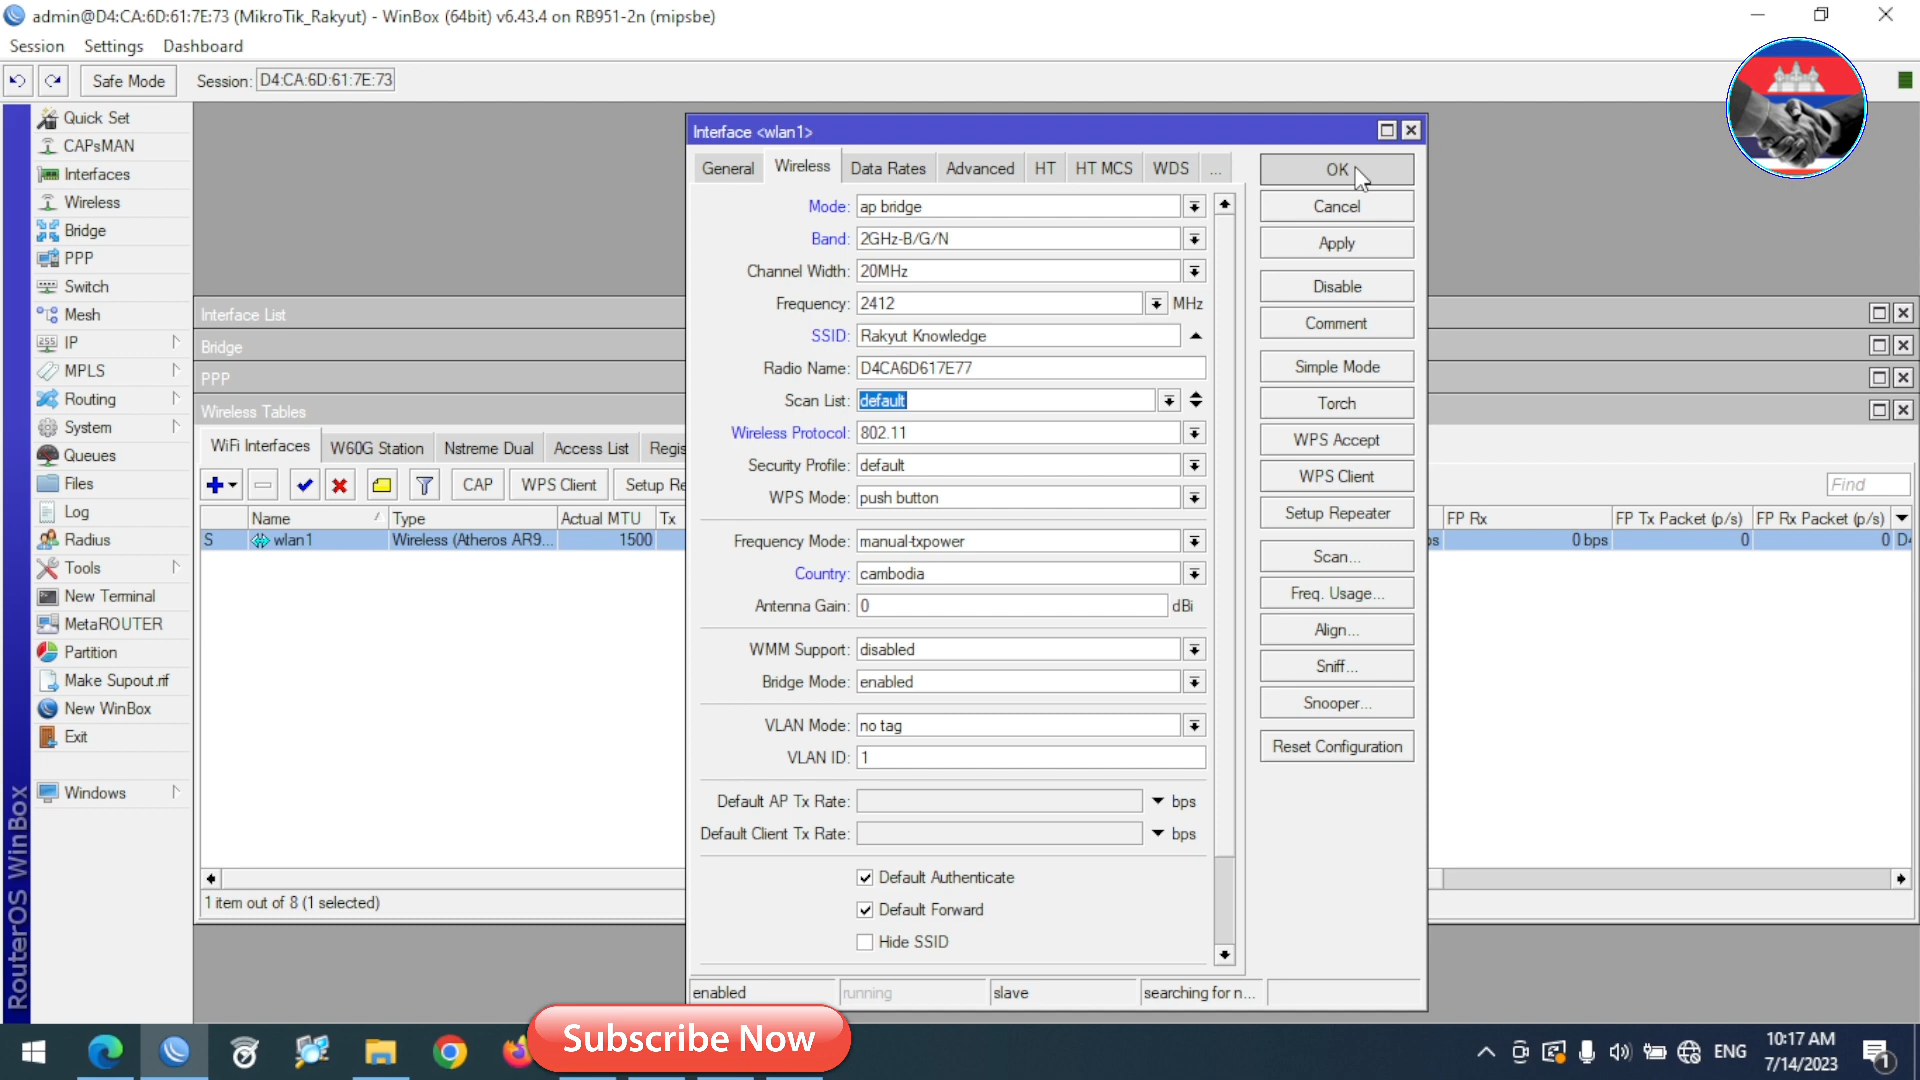 admin@D4:CA:6D:61:7E:73 (MikroTik_Rakyut) - WinBox (64bit) v6.43.4 on RB951-2n (mipsbe)
Session Settings Dashboard
Safe Mode Session: D4:CA:6D:61:7E:73
Quick Set
CAPsMAN
Interfaces
Wireless
Bridge
PPP
Switch
Mesh
IP
MPLS
Routing
System
Queues
Files
Log
Radius
Tools
New Terminal
MetaROUTER
Partition
Make Supout.rif
New WinBox
Exit
Windows
RouterOS WinBox
Interface List
Bridge
PPP
Wireless Tables
WiFi Interfaces W60G Station Nstreme Dual Access List Regis
CAP WPS Client Setup Re
Find
Name Type Actual MTU Tx
FP Rx FP Tx Packet (p/s) FP Rx Packet (p/s)
S wlan1 Wireless (Atheros AR9... 1500
0 bps 0 0
1 item out of 8 (1 selected)
Interface <wlan1>
General Wireless Data Rates Advanced HT HT MCS WDS ...
Mode: ap bridge
Band: 2GHz-B/G/N
Channel Width: 20MHz
Frequency: 2412 MHz
SSID: Rakyut Knowledge
Radio Name: D4CA6D617E77
Scan List: default
Wireless Protocol: 802.11
Security Profile: default
WPS Mode: push button
Frequency Mode: manual-txpower
Country: cambodia
Antenna Gain: 0 dBi
WMM Support: disabled
Bridge Mode: enabled
VLAN Mode: no tag
VLAN ID: 1
Default AP Tx Rate: bps
Default Client Tx Rate: bps
Default Authenticate
Default Forward
Hide SSID
OK
Cancel
Apply
Disable
Comment
Simple Mode
Torch
WPS Accept
WPS Client
Setup Repeater
Scan...
Freq. Usage...
Align...
Sniff...
Snooper...
Reset Configuration
enabled running slave searching for n...
Subscribe Now
ENG
10:17 AM
7/14/2023
1